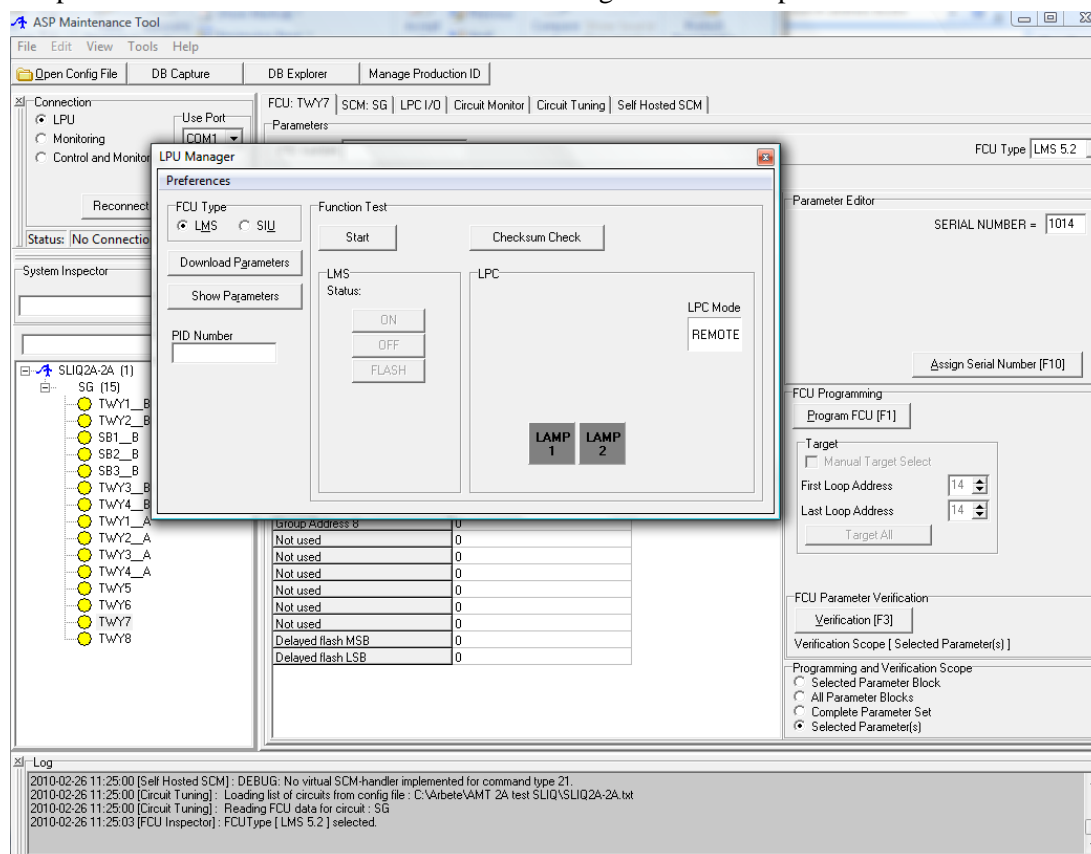 ASP Maintenance Tool
File Edit View Tools Help
Open Config File DB Capture DB Explorer Manage Production ID
Connection
LPU
Monitoring
Control and Monitor
Use Port
COM1
Reconnect
Status: No Connectio
System Inspector
SLIQ2A-2A (1)
SG (15)
TWY1__B
TWY2__B
SB1__B
SB2__B
SB3__B
TWY3__B
TWY4__B
TWY1__A
TWY2__A
TWY3__A
TWY4__A
TWY5
TWY6
TWY7
TWY8
FCU: TWY7 SCM: SG LPC I/O Circuit Monitor Circuit Tuning Self Hosted SCM
Parameters
FCU Type LMS 5.2
LPU Manager
Preferences
FCU Type
LMS SIU
Download Parameters
Show Parameters
PID Number
Function Test
Start Checksum Check
LMS
Status:
ON
OFF
FLASH
LPC
LPC Mode
REMOTE
LAMP LAMP
1 2
Group Address 8 0
Not used 0
Not used 0
Not used 0
Not used 0
Not used 0
Not used 0
Delayed flash MSB 0
Delayed flash LSB 0
Parameter Editor
SERIAL NUMBER = 1014
Assign Serial Number [F10]
FCU Programming
Program FCU [F1]
Target
Manual Target Select
First Loop Address 14
Last Loop Address 14
Target All
FCU Parameter Verification
Verification [F3]
Verification Scope [ Selected Parameter(s) ]
Programming and Verification Scope
Selected Parameter Block
All Parameter Blocks
Complete Parameter Set
Selected Parameter(s)
Log
2010-02-26 11:25:00 [Self Hosted SCM] : DEBUG: No virtual SCM-handler implemented for command type 21.
2010-02-26 11:25:00 [Circuit Tuning] : Loading list of circuits from config file : C:\Arbete\AMT 2A test SLIQ\SLIQ2A-2A.txt
2010-02-26 11:25:00 [Circuit Tuning] : Reading FCU data for circuit : SG
2010-02-26 11:25:03 [FCU Inspector] : FCUType [ LMS 5.2 ] selected.